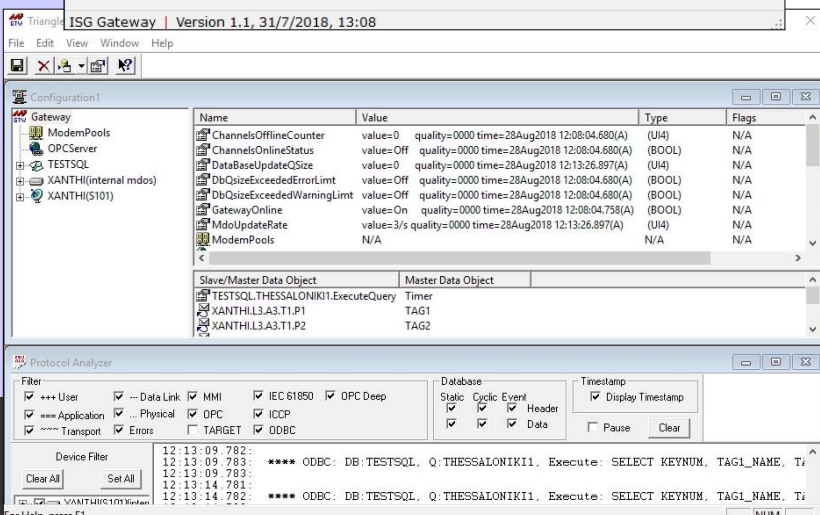 Triangle
ISG Gateway | Version 1.1, 31/7/2018, 13:08
File Edit View Window Help
Configuration1
Gateway
ModemPools
OPCServer
TESTSQL
XANTHI(internal mdos)
XANTHI(S101)
Name Value Type Flags
ChannelsOfflineCounter value=0 quality=0000 time=28Aug2018 12:08:04.680(A) (UI4) N/A
ChannelsOnlineStatus value=Off quality=0000 time=28Aug2018 12:08:04.680(A) (BOOL) N/A
DataBaseUpdateQSize value=0 quality=0000 time=28Aug2018 12:13:26.897(A) (UI4) N/A
DbQsizeExceededErrorLimt value=Off quality=0000 time=28Aug2018 12:08:04.680(A) (BOOL) N/A
DbQsizeExceededWarningLimt value=Off quality=0000 time=28Aug2018 12:08:04.680(A) (BOOL) N/A
GatewayOnline value=On quality=0000 time=28Aug2018 12:08:04.758(A) (BOOL) N/A
MdoUpdateRate value=3/s quality=0000 time=28Aug2018 12:13:26.897(A) (UI4) N/A
ModemPools N/A N/A N/A
Slave/Master Data Object Master Data Object
TESTSQL.THESSALONIKI1.ExecuteQuery Timer
XANTHI.L3.A3.T1.P1 TAG1
XANTHI.L3.A3.T1.P2 TAG2
Protocol Analyzer
Filter
+++ User --- Data Link MMI IEC 61850 OPC Deep
=== Application ... Physical OPC ICCP
~~~ Transport Errors TARGET ODBC
Database
Static Cyclic Event
Header
Data
Timestamp
Display Timestamp
Pause Clear
Device Filter
Clear All Set All
12:13:09.782:
12:13:09.783: **** ODBC: DB:TESTSQL, Q:THESSALONIKI1, Execute: SELECT KEYNUM, TAG1_NAME,
12:13:09.783:
12:13:14.781:
12:13:14.782: **** ODBC: DB:TESTSQL, Q:THESSALONIKI1, Execute: SELECT KEYNUM, TAG1_NAME,
For Help, press F1
NUM